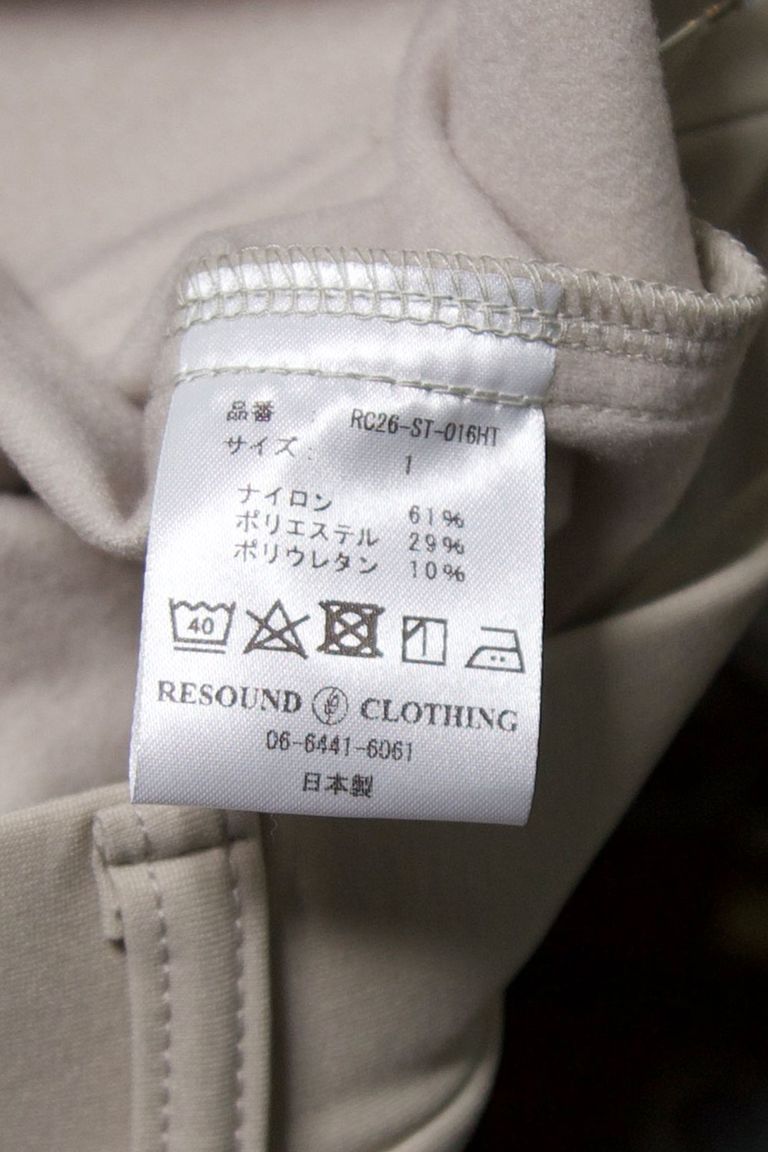 品番 : RC26-ST-016HT
サイズ : 1
ナイロン 61%
ポリエステル 29%
ポリウレタン 10%
40
RESOUND CLOTHING
06-6441-6061
日本製